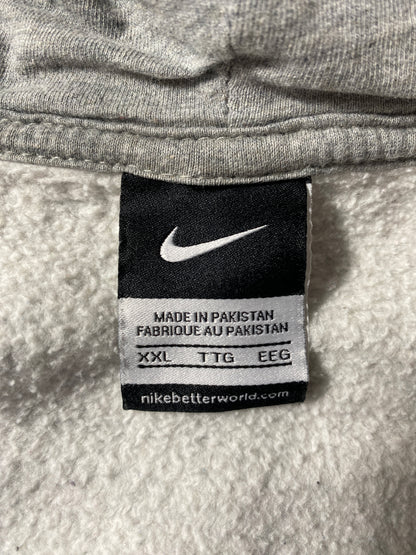 MADE IN PAKISTAN
FABRIQUE AU PAKISTAN
XXL TTG EEG
nikebetterworld.com